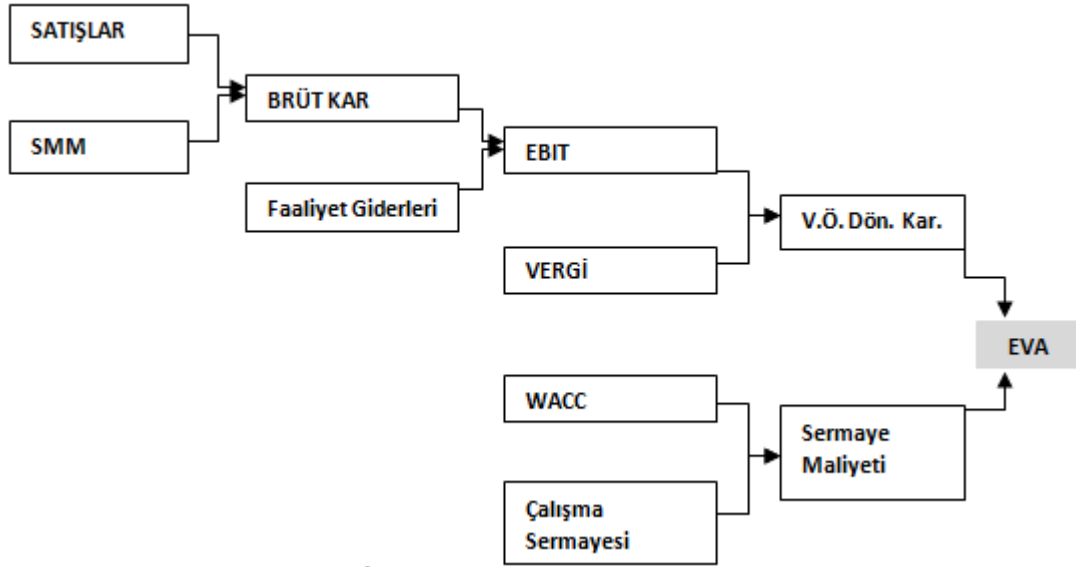 SATIŞLAR
SMM
BRÜT KAR
Faaliyet Giderleri
EBIT
VERGİ
V.Ö. Dön. Kar.
EVA
WACC
Çalışma
Sermayesi
Sermaye
Maliyeti